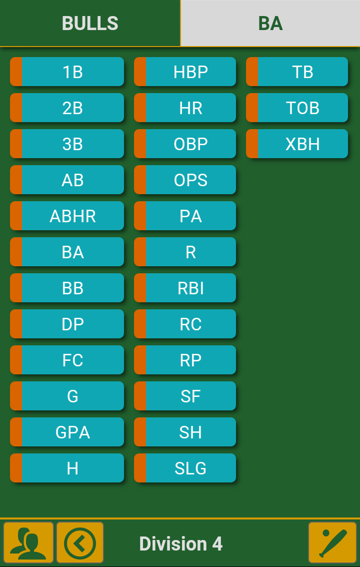 BULLS BA
1B HBP TB
2B HR TOB
3B OBP XBH
AB OPS
ABHR PA
BA R
BB RBI
DP RC
FC RP
G SF
GPA SH
H SLG
Division 4